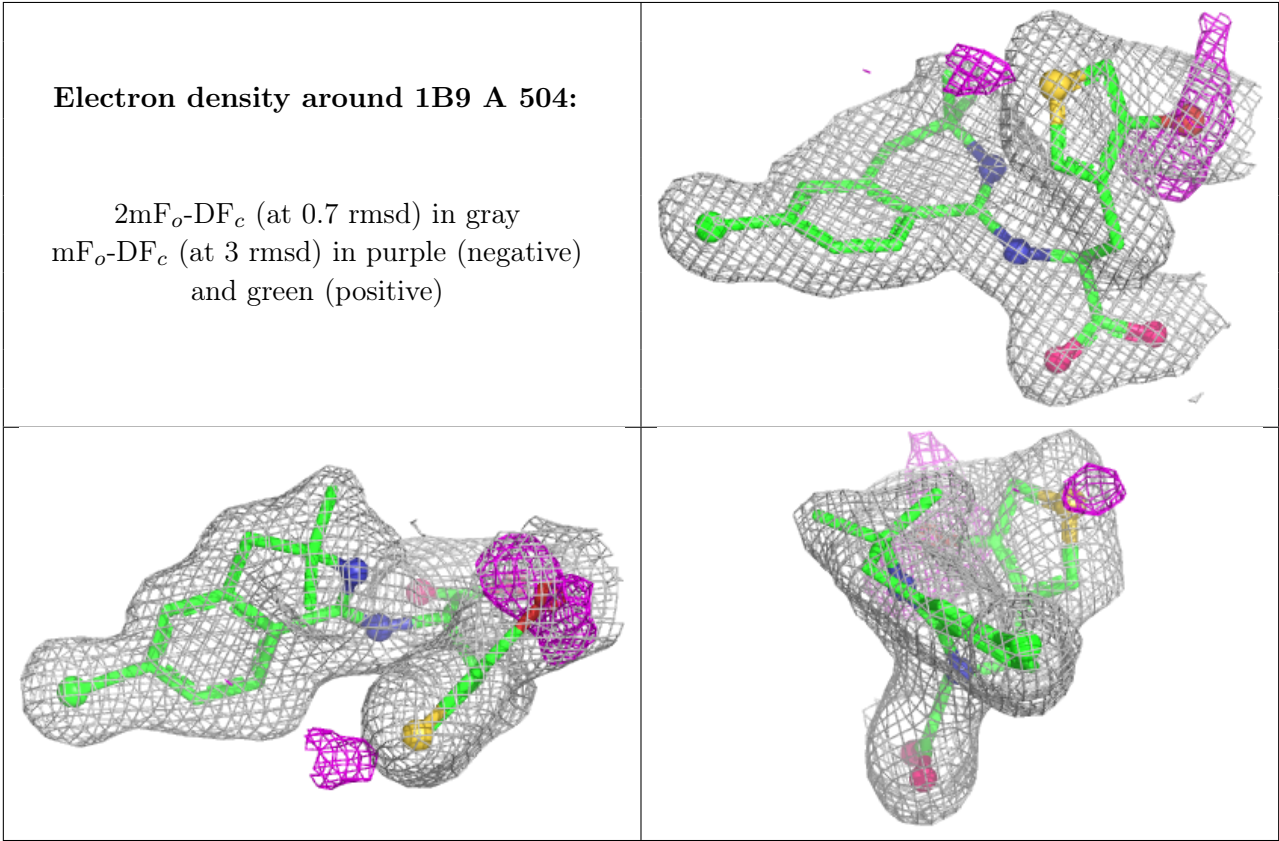 Electron density around 1B9 A 504:
2mFo-DFc (at 0.7 rmsd) in gray
mFo-DFc (at 3 rmsd) in purple (negative)
and green (positive)